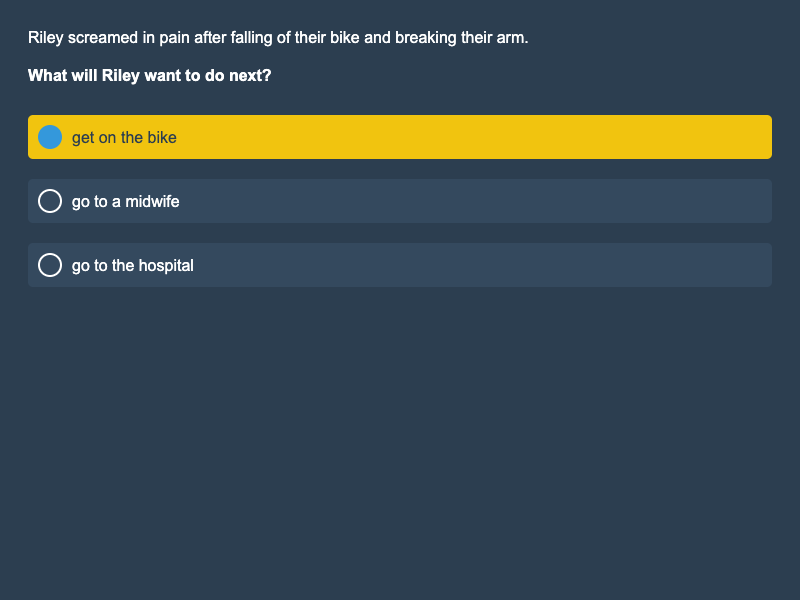 Riley screamed in pain after falling of their bike and breaking their arm.
What will Riley want to do next?
get on the bike
go to a midwife
go to the hospital